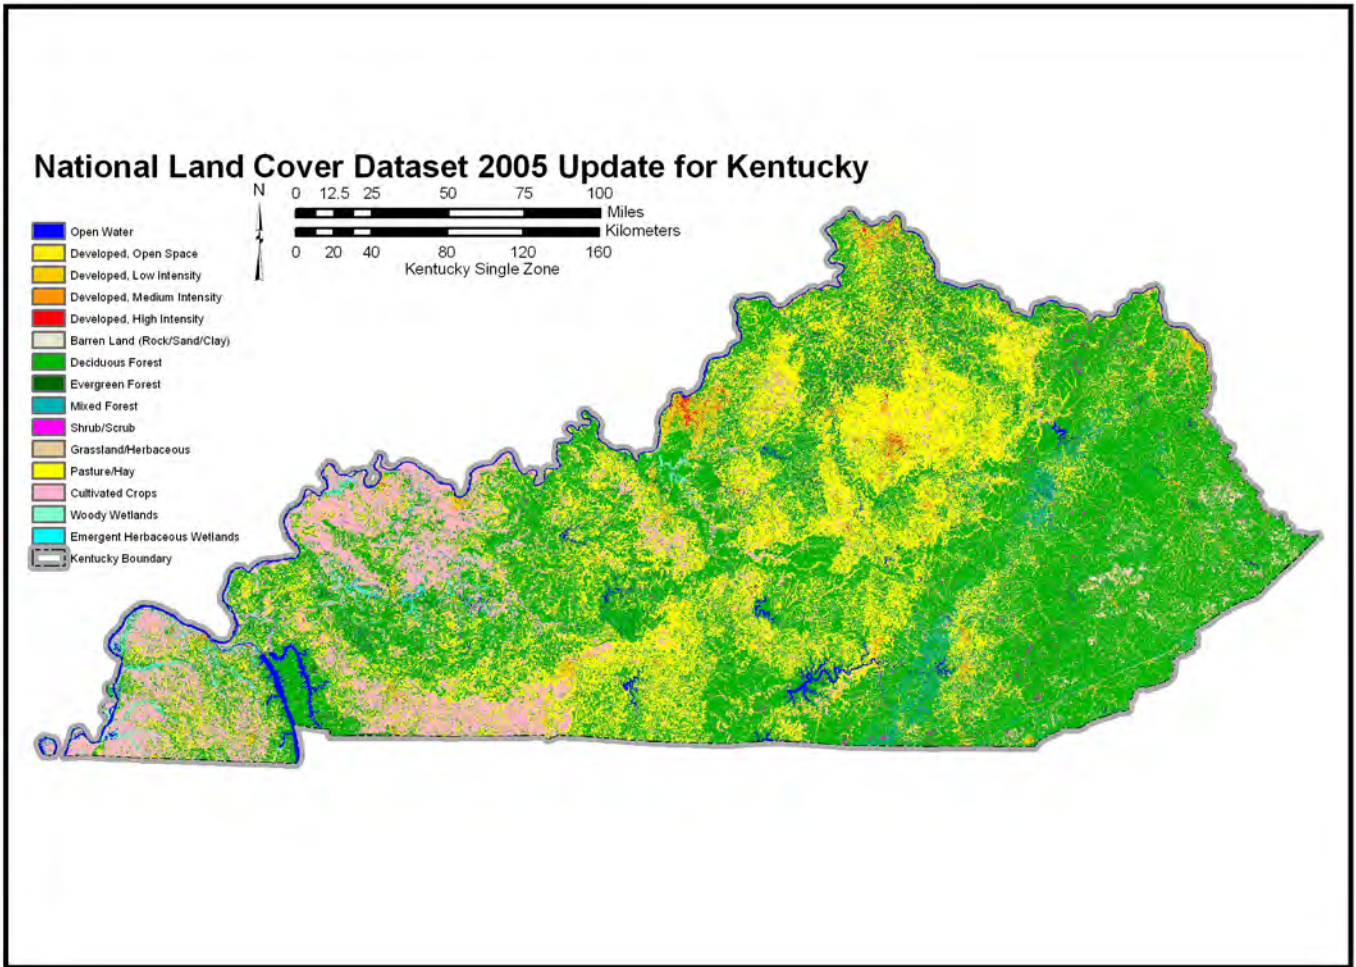 National Land Cover Dataset 2005 Update for Kentucky
N
0 12.5 25 50 75 100
Miles
Kilometers
0 20 40 80 120 160
Kentucky Single Zone
Open Water
Developed, Open Space
Developed, Low Intensity
Developed, Medium Intensity
Developed, High Intensity
Barren Land (Rock/Sand/Clay)
Deciduous Forest
Evergreen Forest
Mixed Forest
Shrub/Scrub
Grassland/Herbaceous
Pasture/Hay
Cultivated Crops
Woody Wetlands
Emergent Herbaceous Wetlands
Kentucky Boundary